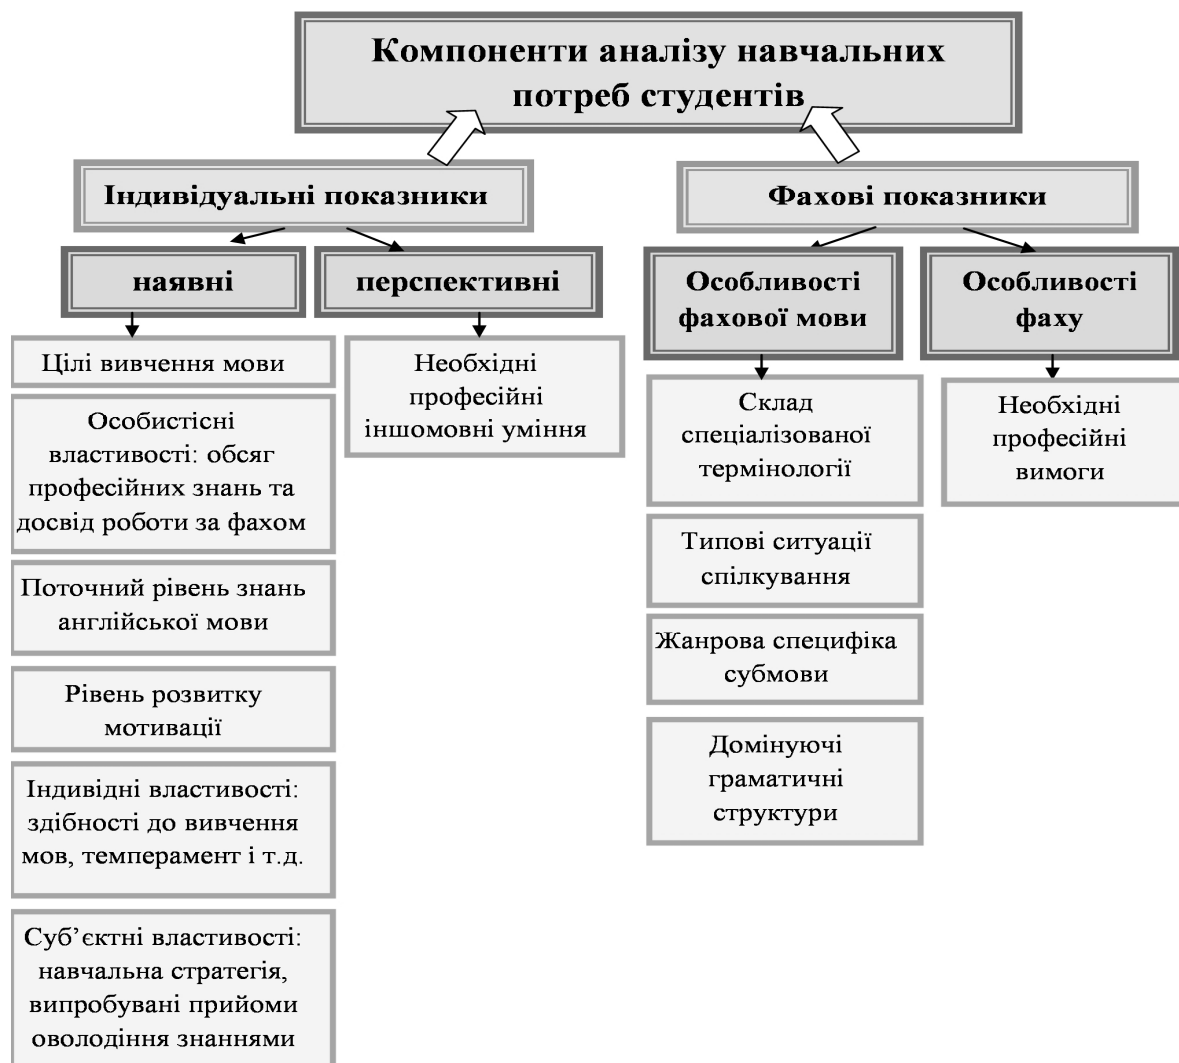 Компоненти аналізу навчальних
потреб студентів
Індивідуальні показники
Фахові показники
наявні
перспективні
Особливості
фахової мови
Особливості
фаху
Цілі вивчення мови
Особистісні
властивості: обсяг
професійних знань та
досвід роботи за фахом
Поточний рівень знань
англійської мови
Рівень розвитку
мотивації
Індивідні властивості:
здібності до вивчення
мов, темперамент і т.д.
Суб’єктні властивості:
навчальна стратегія,
випробувані прийоми
оволодіння знаннями
Необхідні
професійні
іншомовні уміння
Склад
спеціалізованої
термінології
Типові ситуації
спілкування
Жанрова специфіка
субмови
Домінуючі
граматичні
структури
Необхідні
професійні
вимоги